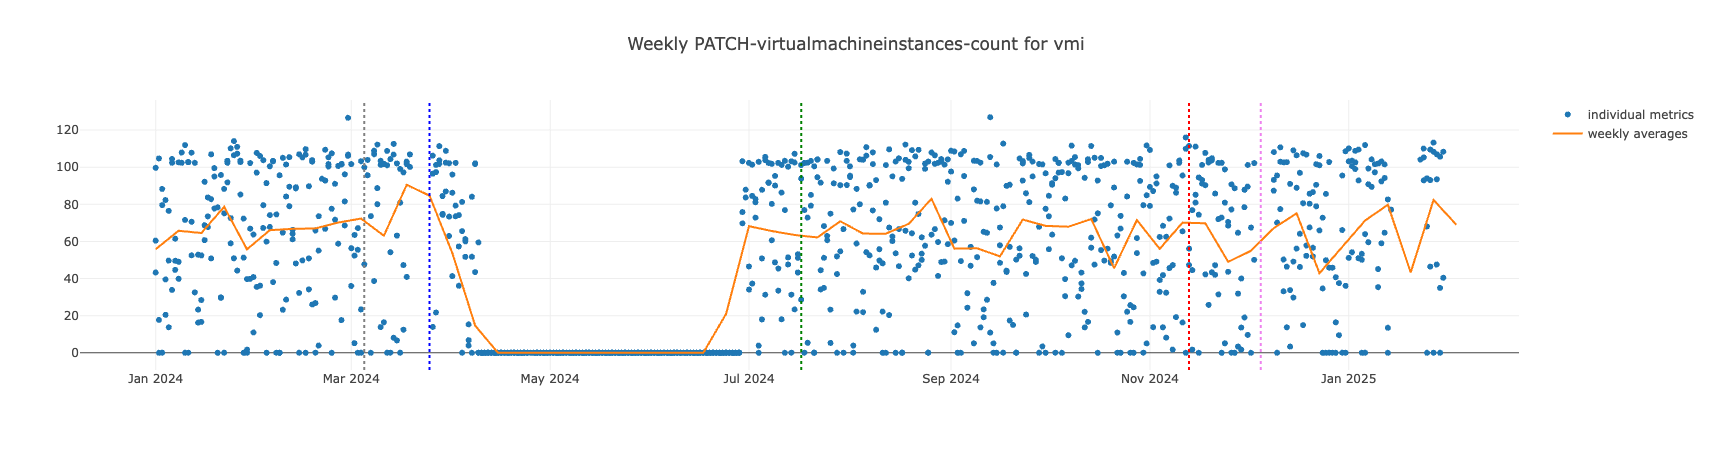 Weekly PATCH-virtualmachineinstances-count for vmi
individual metrics
weekly averages
120
100
80
60
40
20
0
Jan 2024
Mar 2024
May 2024
Jul 2024
Sep 2024
Nov 2024
Jan 2025